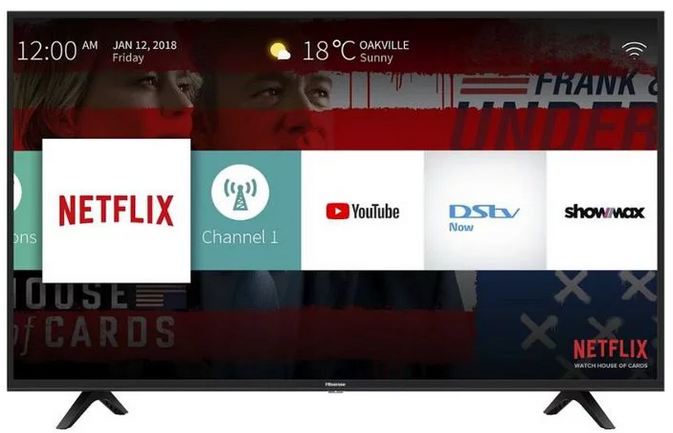 12:00 AM
JAN 12, 2018
Friday
18°C
OAKVILLE
Sunny
FRANK &
UNDER
ons
NETFLIX
Channel 1
YouTube
DStv
Now
showmax
HOUSE
of CARDS
NETFLIX
WATCH HOUSE OF CARDS
Hisense